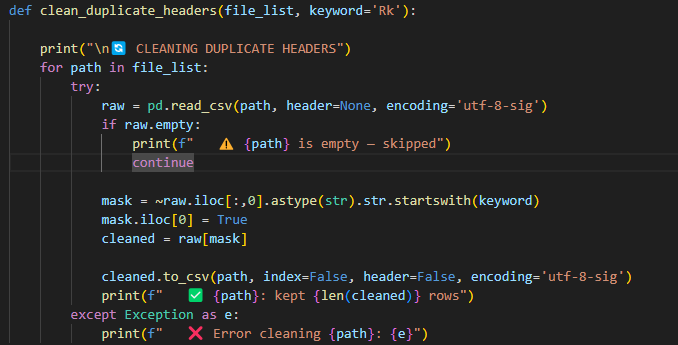 def clean_duplicate_headers(file_list, keyword='Rk'):
print("\n🔄 CLEANING DUPLICATE HEADERS")
for path in file_list:
try:
raw = pd.read_csv(path, header=None, encoding='utf-8-sig')
if raw.empty:
print(f"   ⚠️ {path} is empty — skipped")
continue
mask = ~raw.iloc[:,0].astype(str).str.startswith(keyword)
mask.iloc[0] = True
cleaned = raw[mask]
cleaned.to_csv(path, index=False, header=False, encoding='utf-8-sig')
print(f"   ✅ {path}: kept {len(cleaned)} rows")
except Exception as e:
print(f"   ❌ Error cleaning {path}: {e}")